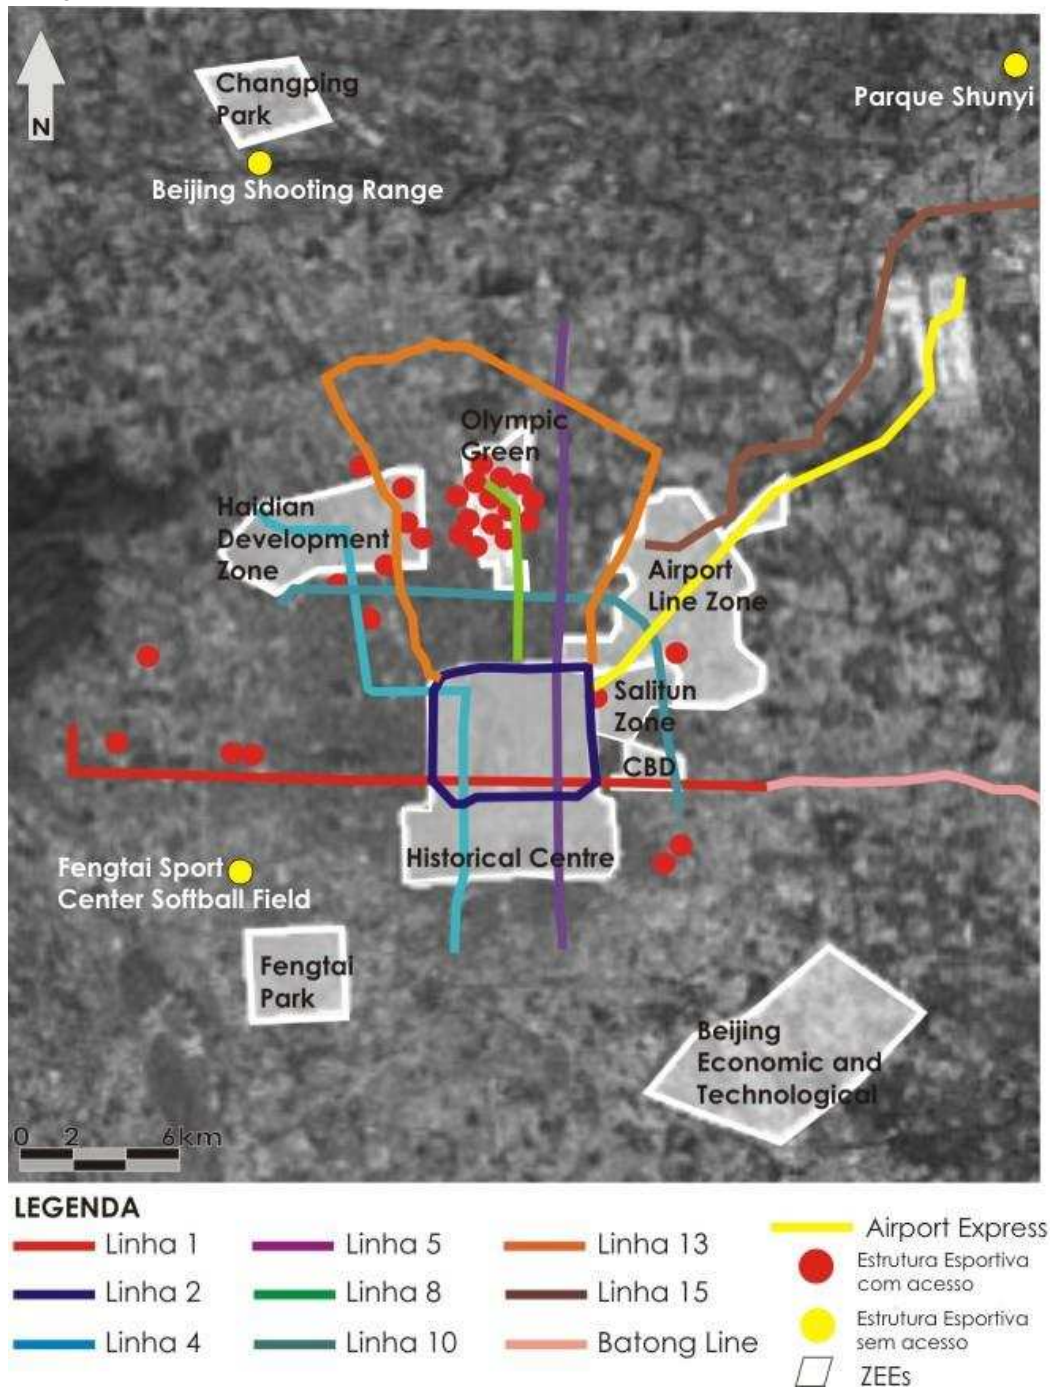 Changping
Park
Parque Shunyi
N
Beijing Shooting Range
Olympic
Green
Haidian
Development
Zone
Airport
Line Zone
Salitun
Zone
CBD
Historical Centre
Fengtai Sport
Center Softball Field
Fengtai
Park
Beijing
Economic and
Technological
0 2 6km
LEGENDA
Linha 1
Linha 2
Linha 4
Linha 5
Linha 8
Linha 10
Linha 13
Linha 15
Batong Line
Airport Express
Estrutura Esportiva
com acesso
Estrutura Esportiva
sem acesso
ZEEs